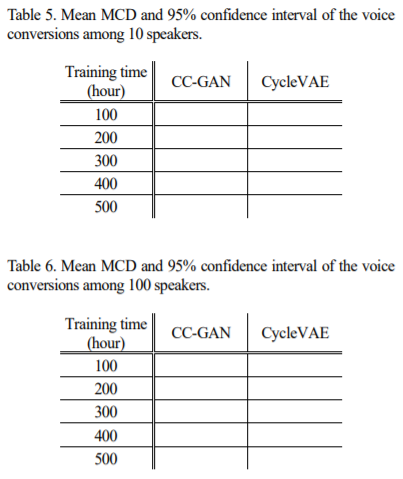 Table 5. Mean MCD and 95% confidence interval of the voice
conversions among 10 speakers.
Training time
(hour)
CC-GAN
CycleVAE
100
200
300
400
500
Table 6. Mean MCD and 95% confidence interval of the voice
conversions among 100 speakers.
Training time
(hour)
CC-GAN
CycleVAE
100
200
300
400
500